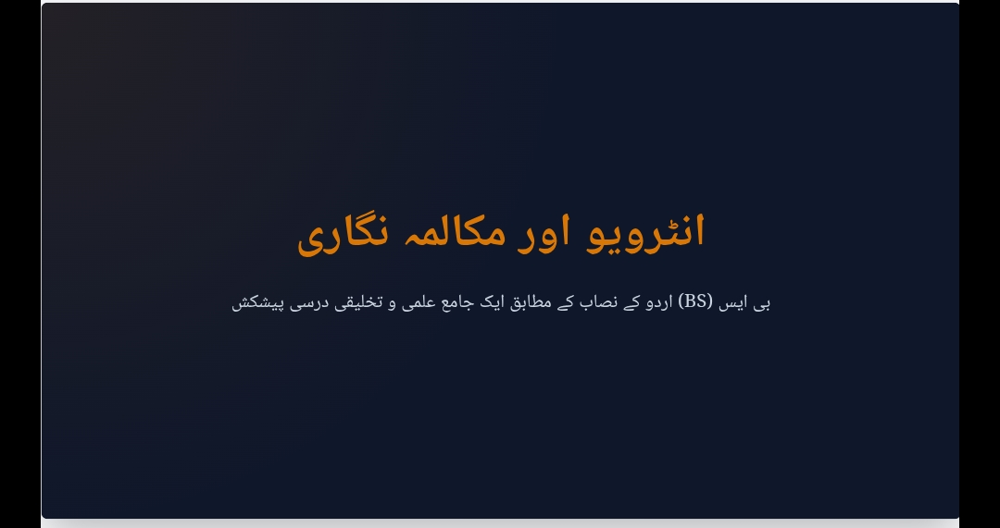 انٹرویو اور مکالمہ نگاری
بی ایس (BS) اردو کے نصاب کے مطابق ایک جامع علمی و تخلیقی درسی پیشکش